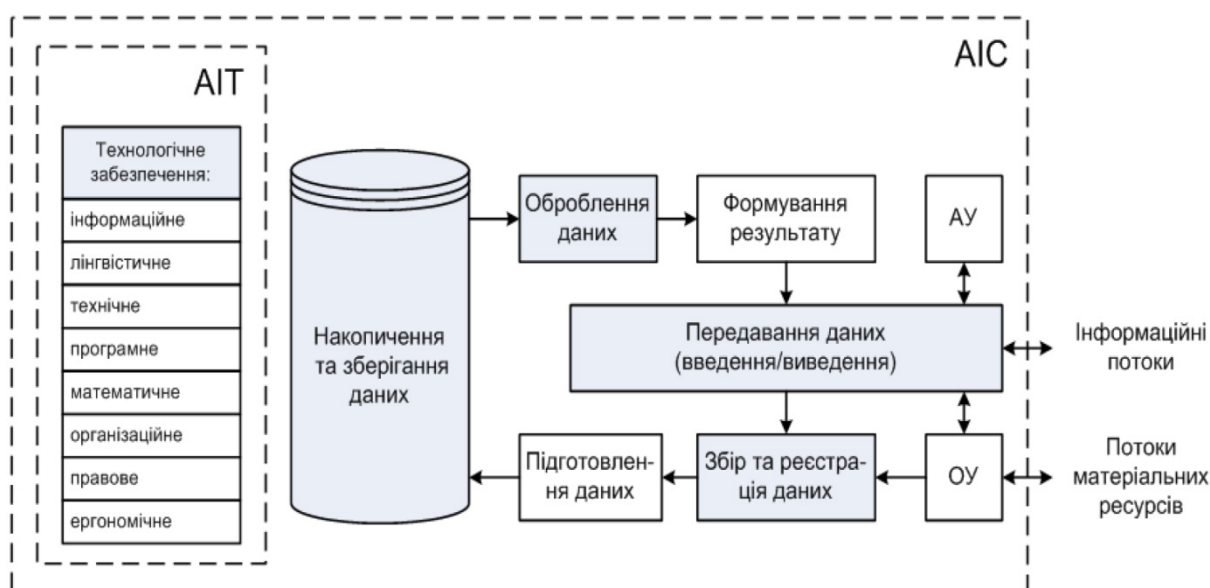 АІС
АІТ
Технологічне
забезпечення:
інформаційне
лінгвістичне
технічне
програмне
математичне
організаційне
правове
ергономічне
Накопичення
та зберігання
даних
Оброблення
даних
Формування
результату
АУ
Передавання даних
(введення/виведення)
Інформаційні
потоки
Підготовлен-
ня даних
Збір та реєстра-
ція даних
ОУ
Потоки
матеріальних
ресурсів